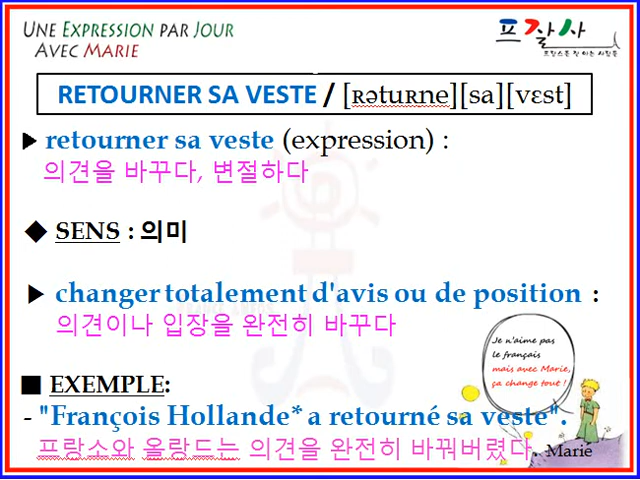 UNE EXPRESSION PAR JOUR
AVEC MARIE
프잘사
프랑스를 잘 아는 사람들
RETOURNER SA VESTE / [ʀətuʀne][sa][vɛst]
▶ retourner sa veste (expression) :
의견을 바꾸다, 변절하다
◆ SENS : 의미
▶ changer totalement d'avis ou de position :
의견이나 입장을 완전히 바꾸다
Je n'aime pas
le français
mais avec Marie,
ça change tout !
■ EXEMPLE:
- "François Hollande* a retourné sa veste".
프랑소와 올랑드는 의견을 완전히 바꿔버렸다.
Marie